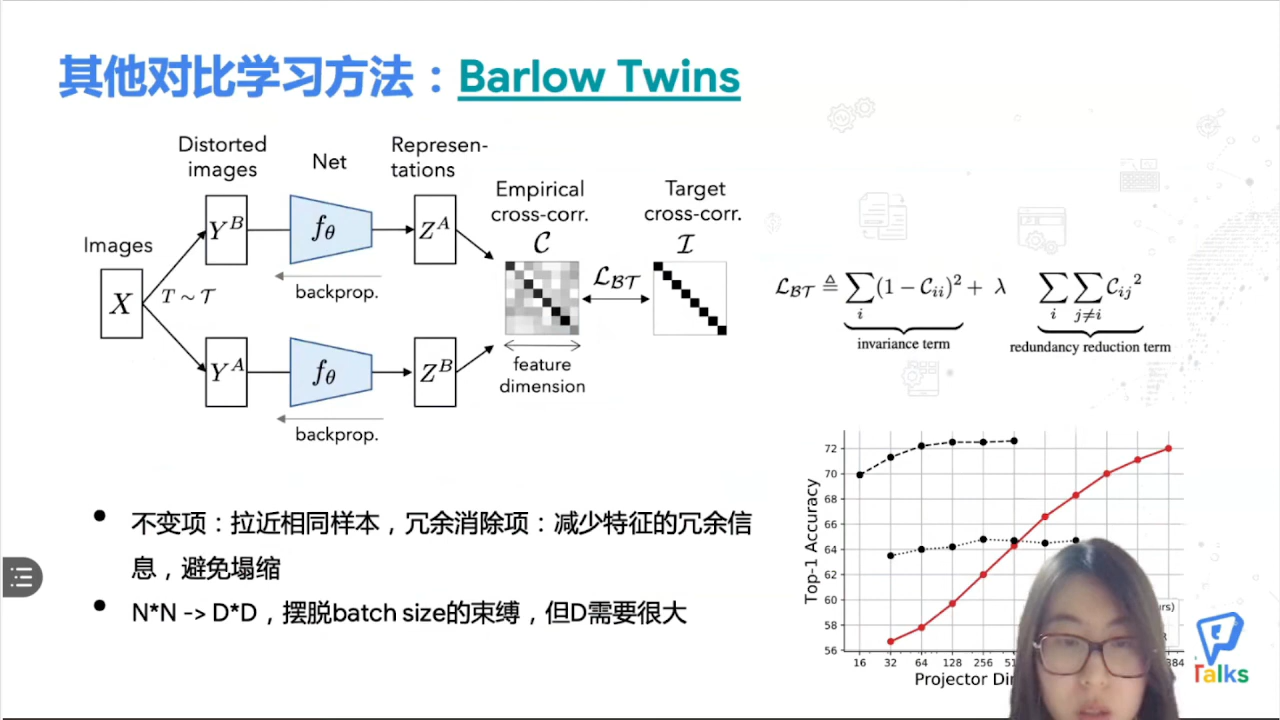 其他对比学习方法：Barlow Twins
Distorted
images
Net
Represen-
tations
Empirical
cross-corr.
Target
cross-corr.
Images
Y^B
f_θ
Z^A
C
I
X
T ~ T
backprop.
L_BT
Y^A
f_θ
Z^B
feature
dimension
backprop.
L_BT ≜ ∑_i (1 − C_ii)² + λ ∑_i ∑_{j≠i} C_ij²
invariance term
redundancy reduction term
不变项：拉近相同样本，冗余消除项：减少特征的冗余信
息，避免塌缩
N*N -> D*D，摆脱batch size的束缚，但D需要很大
Top-1 Accuracy
72
70
68
66
64
62
60
58
56
16 32 64 128 256
Projector
Talks